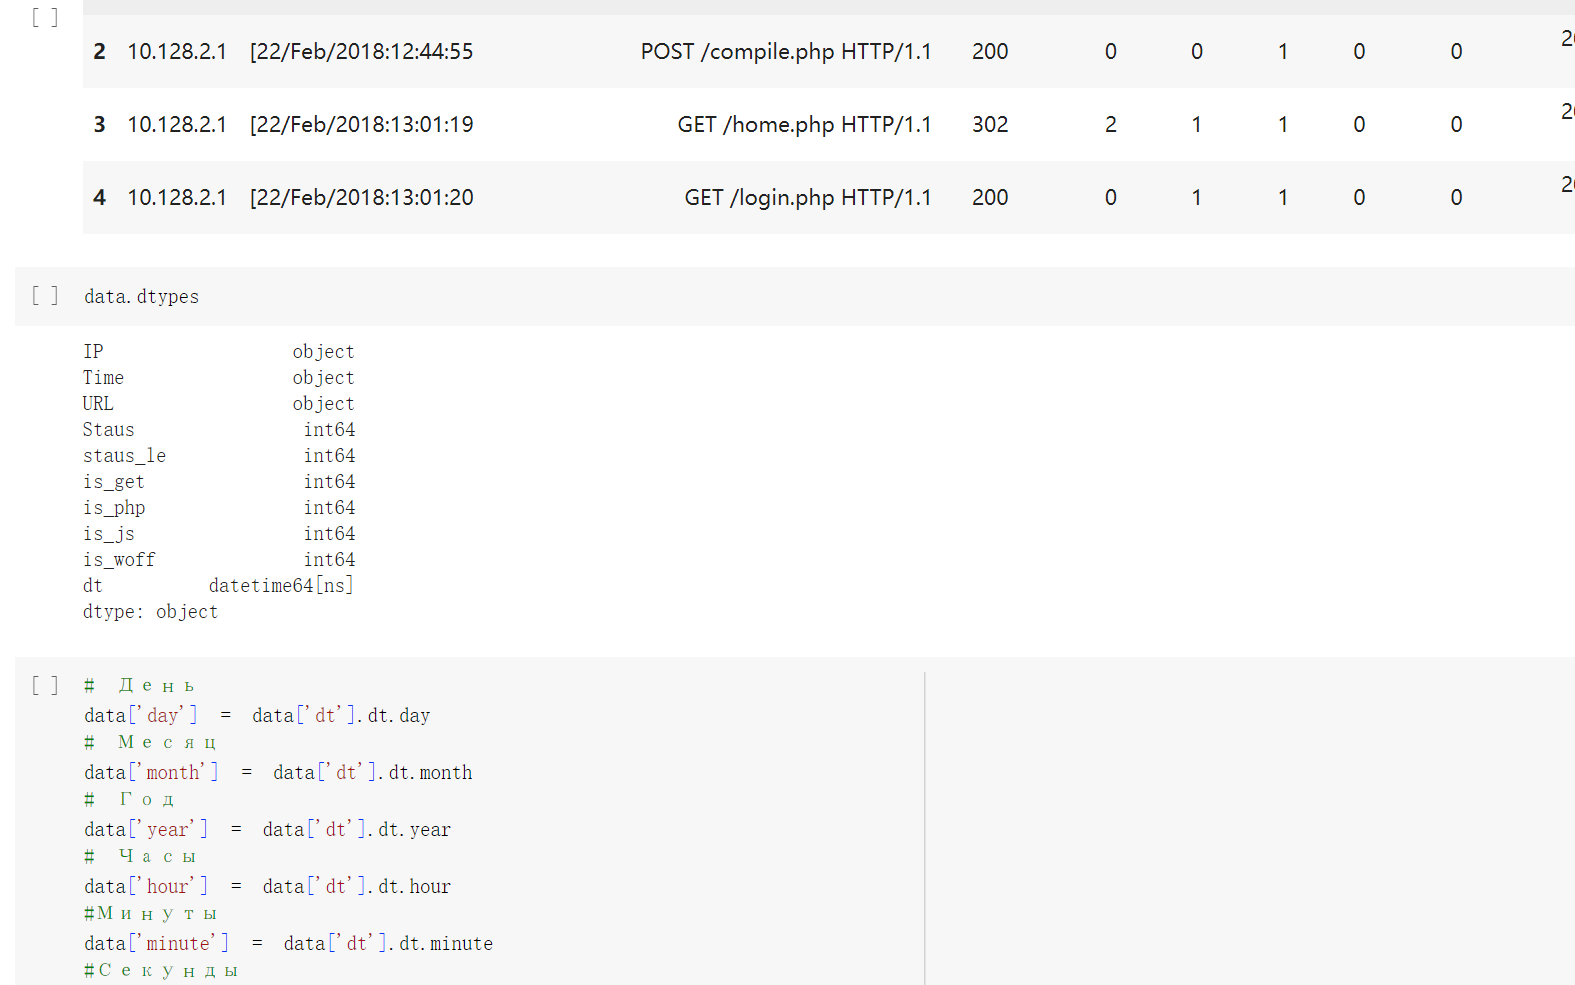 [ ]
2 10.128.2.1 [22/Feb/2018:12:44:55 POST /compile.php HTTP/1.1 200 0 0 1 0 0
3 10.128.2.1 [22/Feb/2018:13:01:19 GET /home.php HTTP/1.1 302 2 1 1 0 0
4 10.128.2.1 [22/Feb/2018:13:01:20 GET /login.php HTTP/1.1 200 0 1 1 0 0
[ ] data.dtypes
IP object
Time object
URL object
Staus int64
staus_le int64
is_get int64
is_php int64
is_js int64
is_woff int64
dt datetime64[ns]
dtype: object
[ ] # День
data['day'] = data['dt'].dt.day
# Месяц
data['month'] = data['dt'].dt.month
# Год
data['year'] = data['dt'].dt.year
# Часы
data['hour'] = data['dt'].dt.hour
#Минуты
data['minute'] = data['dt'].dt.minute
#Секунды